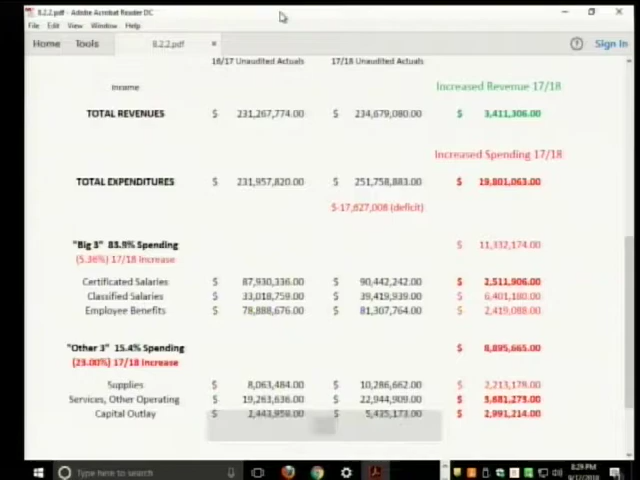 8.2.2.pdf - Adobe Acrobat Reader DC
File Edit View Window Help
Home Tools 8.2.2.pdf × ? Sign In
16/17 Unaudited Actuals 17/18 Unaudited Actuals
Income Increased Revenue 17/18
TOTAL REVENUES $ 231,267,774.00 $ 234,679,080.00 $ 3,411,306.00
Increased Spending 17/18
TOTAL EXPENDITURES $ 231,957,820.00 $ 251,758,883.00 $ 19,801,063.00
$-17,627,008 (deficit)
"Big 3" 83.9% Spending $ 11,332,174.00
(5.36%) 17/18 Increase
Certificated Salaries $ 87,930,336.00 $ 90,442,242.00 $ 2,511,906.00
Classified Salaries $ 33,018,759.00 $ 39,419,939.00 $ 6,401,180.00
Employee Benefits $ 78,888,676.00 $ 81,307,764.00 $ 2,419,088.00
"Other 3" 15.4% Spending $ 8,895,665.00
(23.00%) 17/18 Increase
Supplies $ 8,063,484.00 $ 10,286,662.00 $ 2,213,178.00
Services, Other Operating $ 19,263,636.00 $ 22,944,909.00 $ 3,681,273.00
Capital Outlay $ 2,443,959.00 $ 5,435,173.00 $ 2,991,214.00
Type here to search
8:29 PM
9/12/2018